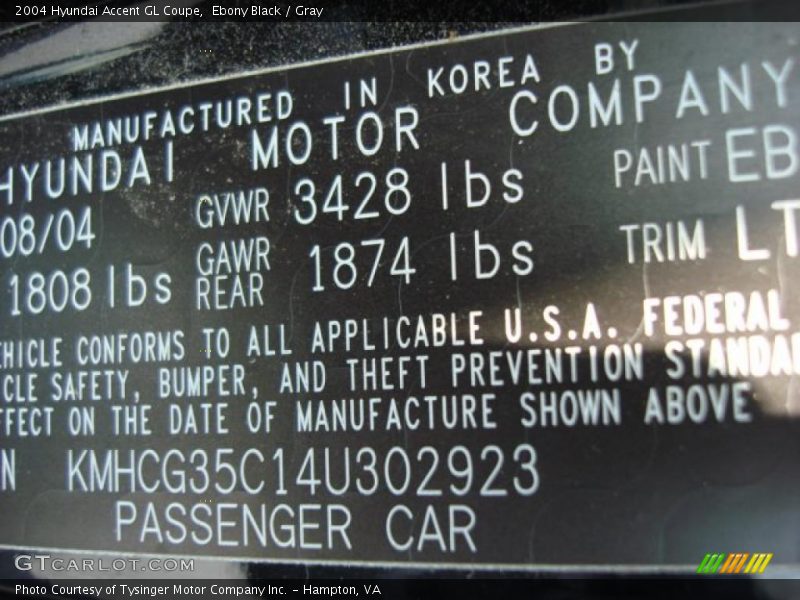 2004 Hyundai Accent GL Coupe, Ebony Black / Gray
MANUFACTURED IN KOREA BY
HYUNDAI MOTOR COMPANY
08/04 GVWR 3428 lbs PAINT EB
1808 lbs GAWR REAR 1874 lbs TRIM LT
EHICLE CONFORMS TO ALL APPLICABLE U.S.A. FEDERAL
CLE SAFETY, BUMPER, AND THEFT PREVENTION STANDAR
FFECT ON THE DATE OF MANUFACTURE SHOWN ABOVE
N KMHCG35C14U302923
PASSENGER CAR
GTCARLOT.COM
Photo Courtesy of Tysinger Motor Company Inc. - Hampton, VA